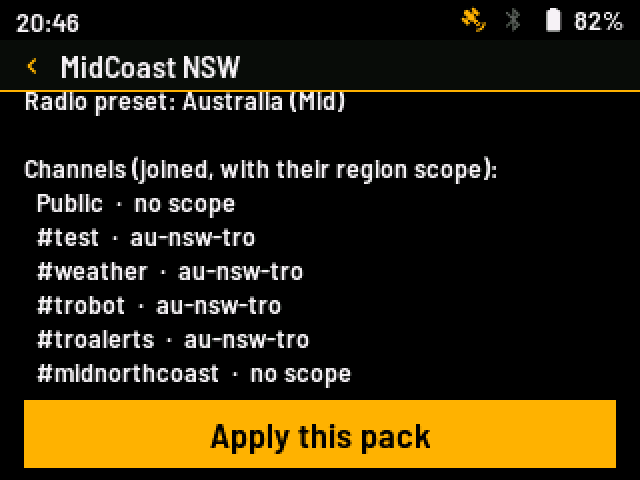 20:46
82%
MidCoast NSW
Radio preset: Australia (Mid)
Channels (joined, with their region scope):
Public · no scope
#test · au-nsw-tro
#weather · au-nsw-tro
#trobot · au-nsw-tro
#troalerts · au-nsw-tro
#midnorthcoast · no scope
Apply this pack